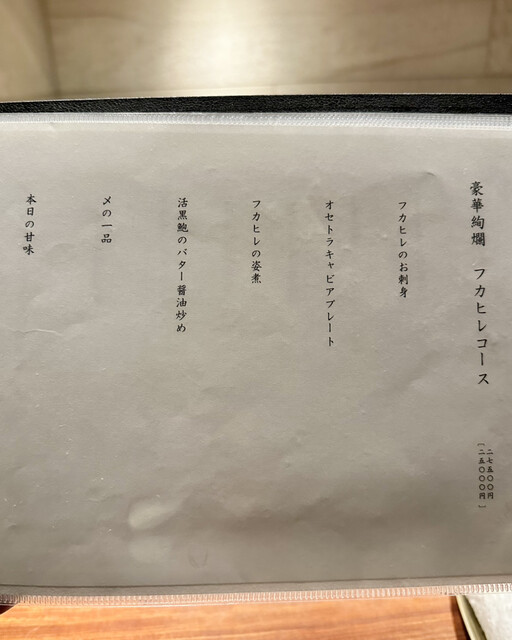 豪華絢爛 フカヒレコース
二七五〇〇円
〔二五〇〇〇円〕
フカヒレのお刺身
オセトラキャビアプレート
フカヒレの姿煮
活黒鮑のバター醤油炒め
〆の一品
本日の甘味